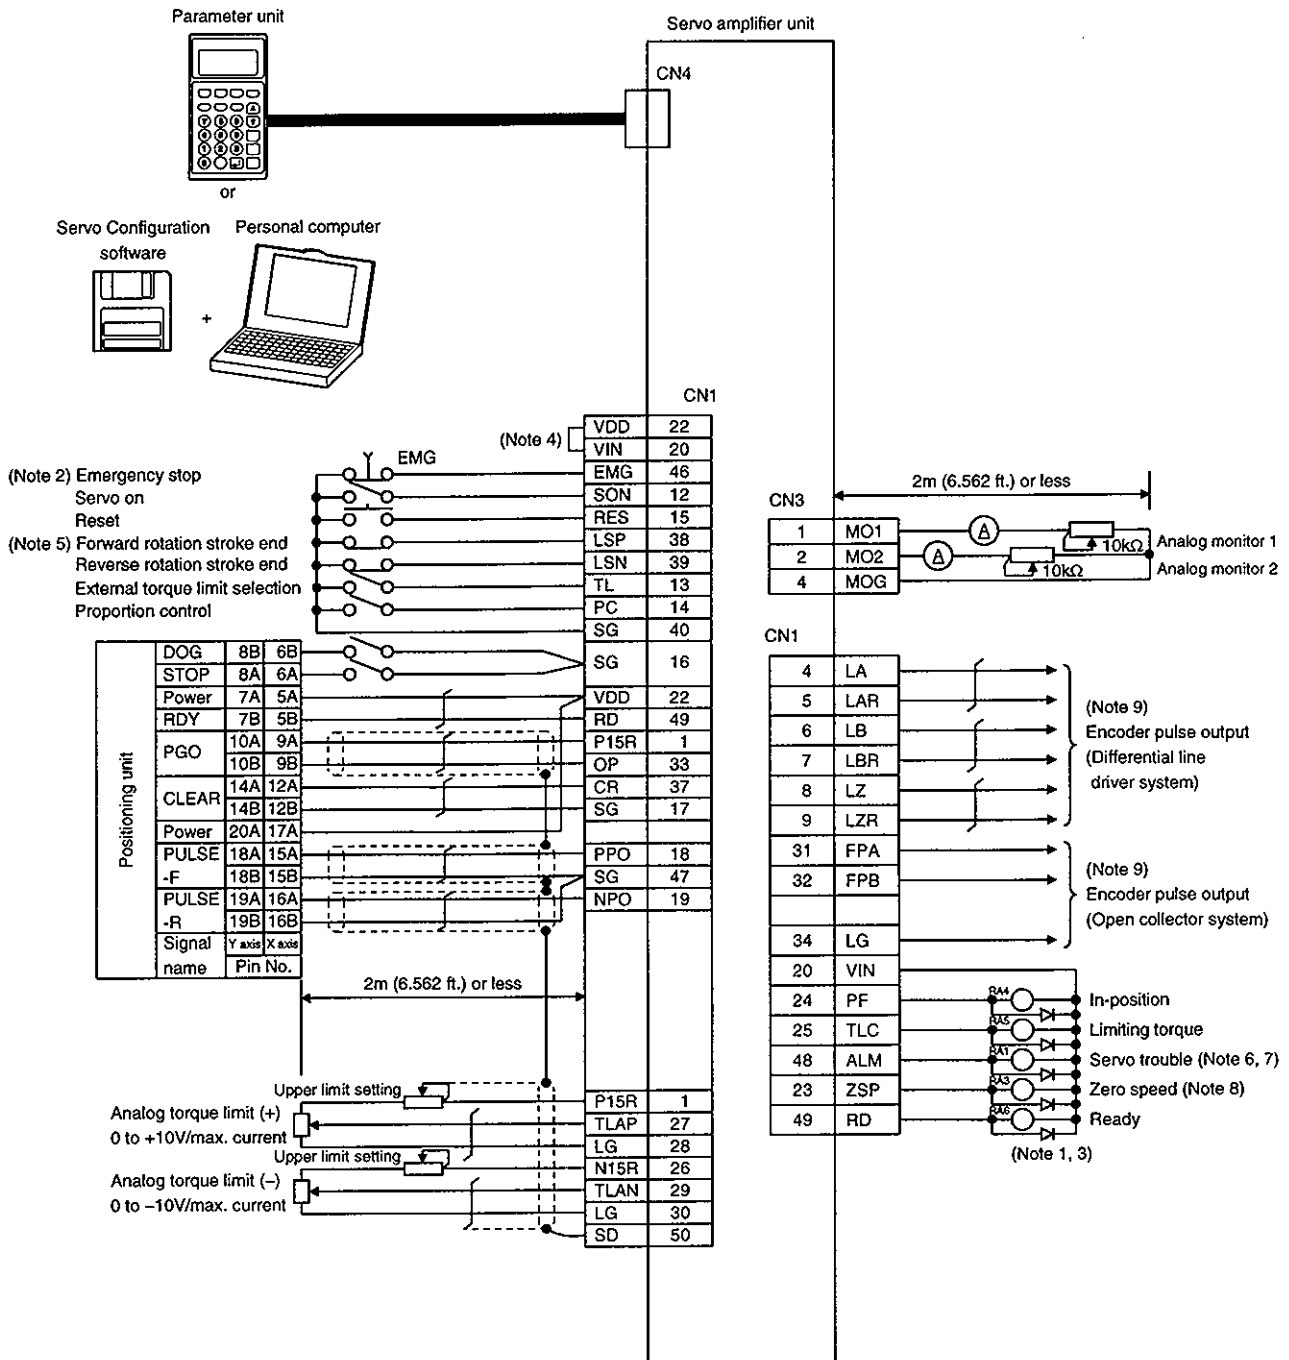 Parameter unit
Servo amplifier unit
CN4
or
Servo Configuration
software
Personal computer
+
CN1
(Note 4)
VDD 22
VIN 20
EMG
(Note 2) Emergency stop
EMG 46
Servo on
SON 12
Reset
RES 15
(Note 5) Forward rotation stroke end
LSP 38
Reverse rotation stroke end
LSN 39
External torque limit selection
TL 13
Proportion control
PC 14
SG 40
Positioning unit
DOG 8B 6B
STOP 8A 6A
SG 16
Power 7A 5A
VDD 22
RDY 7B 5B
RD 49
PGO
10A 9A
P15R 1
10B 9B
OP 33
CLEAR
14A 12A
CR 37
14B 12B
SG 17
Power 20A 17A
PULSE 18A 15A
PPO 18
-F 18B 15B
SG 47
PULSE 19A 16A
NPO 19
-R 19B 16B
Signal Y axis X axis
name Pin No.
2m (6.562 ft.) or less
Upper limit setting
P15R 1
Analog torque limit (+)
TLAP 27
0 to +10V/max. current
LG 28
Upper limit setting
N15R 26
Analog torque limit (–)
TLAN 29
0 to –10V/max. current
LG 30
SD 50
CN3
2m (6.562 ft.) or less
1 MO1 A
10kΩ Analog monitor 1
2 MO2 A
10kΩ Analog monitor 2
4 MOG
CN1
4 LA
5 LAR
6 LB
7 LBR
8 LZ
9 LZR
(Note 9)
Encoder pulse output
(Differential line
driver system)
31 FPA
32 FPB
34 LG
(Note 9)
Encoder pulse output
(Open collector system)
20 VIN
24 PF RA4 In-position
25 TLC RA5 Limiting torque
48 ALM RA1 Servo trouble (Note 6, 7)
23 ZSP RA3 Zero speed (Note 8)
49 RD RA6 Ready
(Note 1, 3)